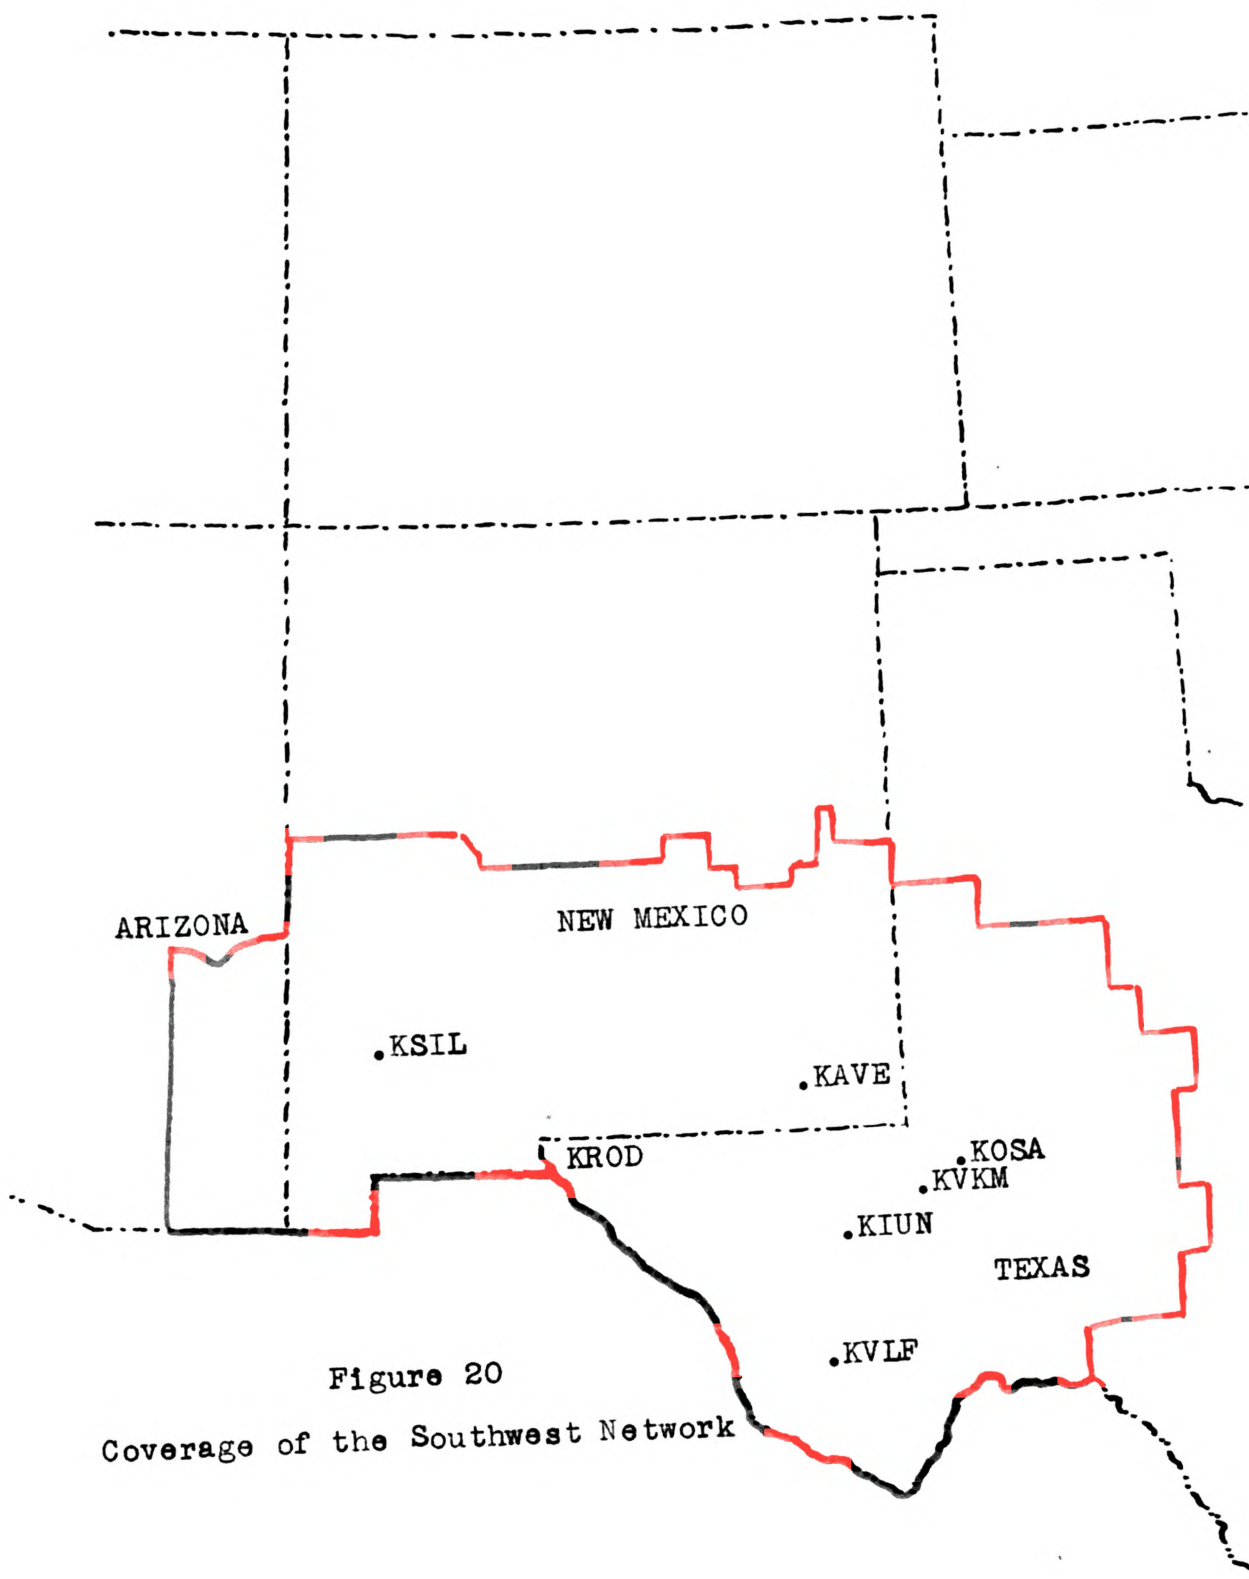 ARIZONA
NEW MEXICO
KSIL
KAVE
KROD
KOSA
KVKM
KIUN
TEXAS
KVLF
Figure 20
Coverage of the Southwest Network